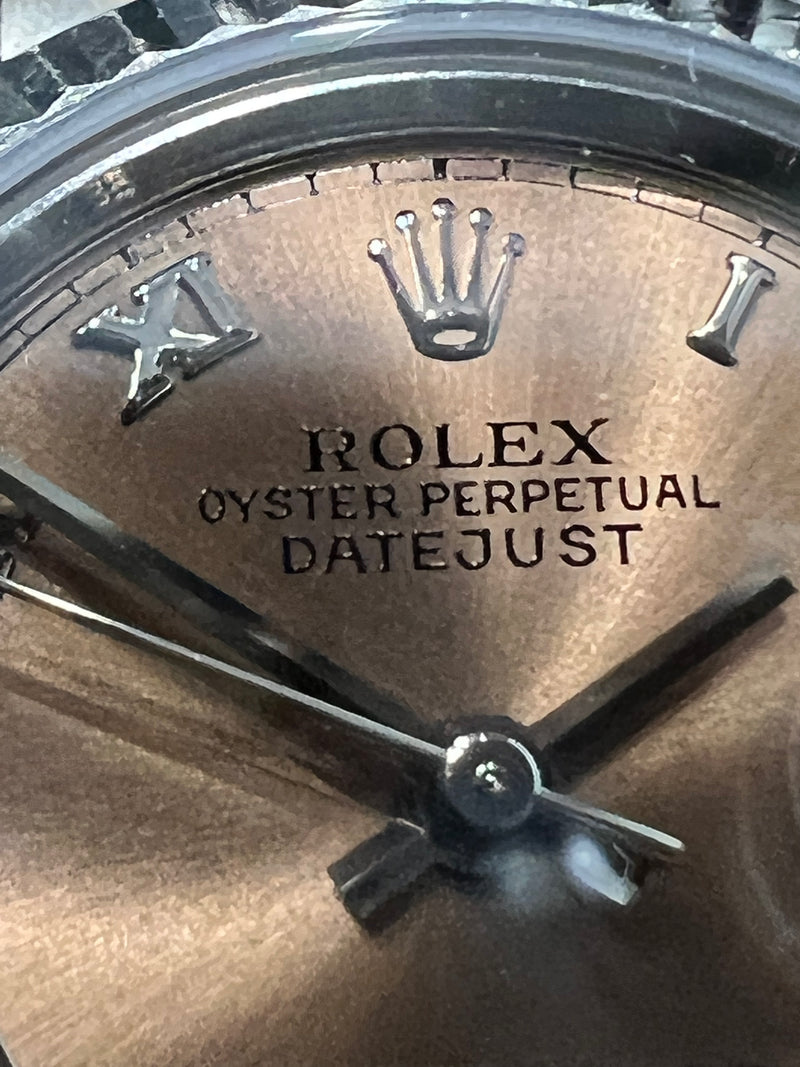 XI I
ROLEX
OYSTER PERPETUAL
DATEJUST